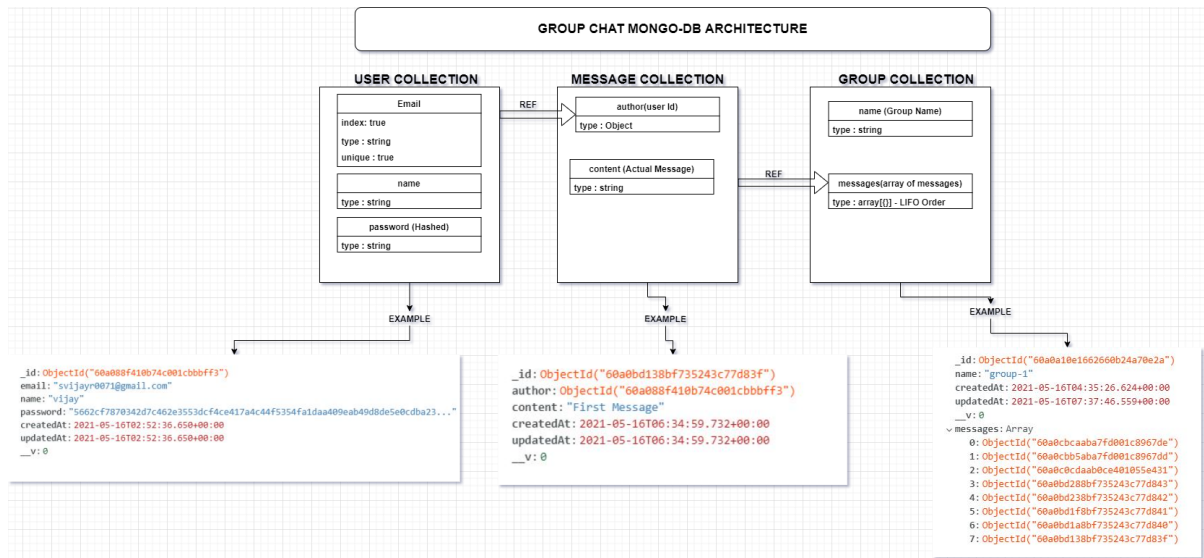 GROUP CHAT MONGO-DB ARCHITECTURE
USER COLLECTION
Email
index: true
type : string
unique : true
name
type : string
password (Hashed)
type : string
REF
MESSAGE COLLECTION
author(user Id)
type : Object
content (Actual Message)
type : string
REF
GROUP COLLECTION
name (Group Name)
type : string
messages(array of messages)
type : array[{}] - LIFO Order
EXAMPLE
EXAMPLE
EXAMPLE
_id: ObjectId("60a088f410b74c001cbbbff3")
email: "svijayr0071@gmail.com"
name: "vijay"
password: "5662cf7870342d7c462e3553dcf4ce417a4c44f5354fa1daa409eab49d8de5e0cdba23..."
createdAt: 2021-05-16T02:52:36.650+00:00
updatedAt: 2021-05-16T02:52:36.650+00:00
__v: 0
_id: ObjectId("60a0bd138bf735243c77d83f")
author: ObjectId("60a088f410b74c001cbbbff3")
content: "First Message"
createdAt: 2021-05-16T06:34:59.732+00:00
updatedAt: 2021-05-16T06:34:59.732+00:00
__v: 0
_id: ObjectId("60a0a10e1662660b24a70e2a")
name: "group-1"
createdAt: 2021-05-16T04:35:26.624+00:00
updatedAt: 2021-05-16T07:37:46.559+00:00
__v: 0
messages: Array
0: ObjectId("60a0cbcaaba7fd001c8967de")
1: ObjectId("60a0cbb5aba7fd001c8967dd")
2: ObjectId("60a0c0cdaab0ce401055e431")
3: ObjectId("60a0bd288bf735243c77d843")
4: ObjectId("60a0bd238bf735243c77d842")
5: ObjectId("60a0bd1f8bf735243c77d841")
6: ObjectId("60a0bd1a8bf735243c77d840")
7: ObjectId("60a0bd138bf735243c77d83f")